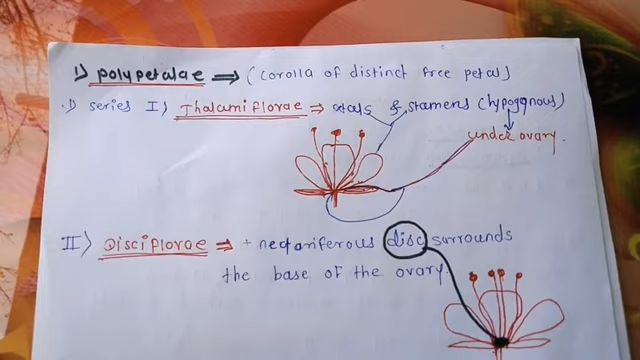 1) polypetalae ⇒ (corolla of distinct free petal)
1) series I) Thalamiflorae ⇒ etals & stamens (hypogynous)
under ovary.
II) Disciflorae ⇒ + nectariferous disc surrounds
the base of the ovary.